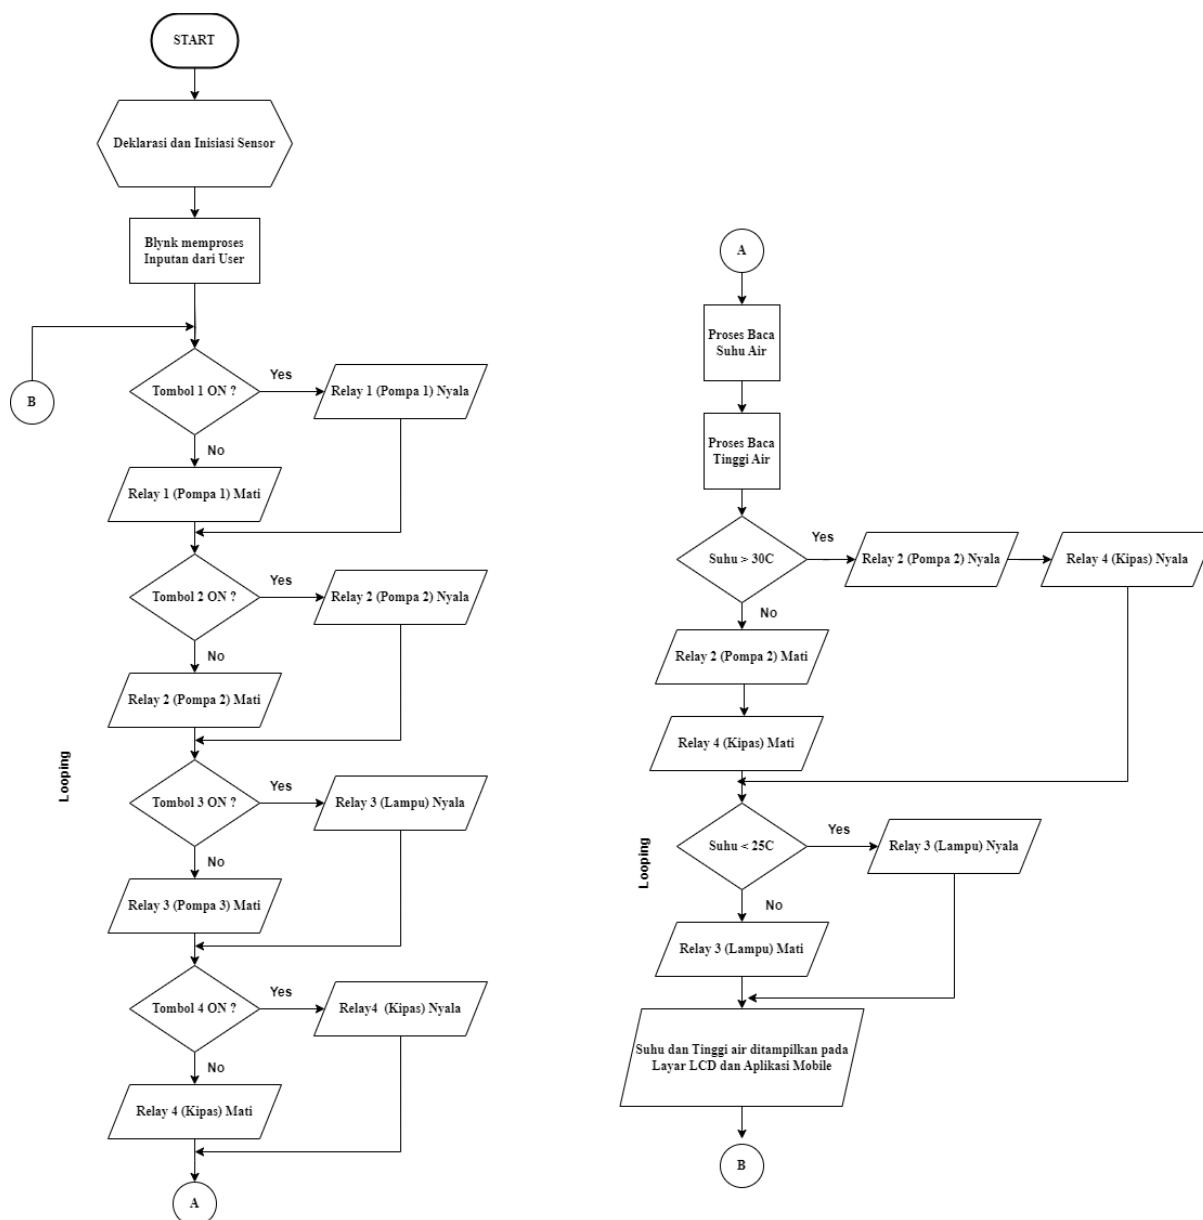 START
Deklarasi dan Inisiasi Sensor
Blynk memproses
Inputan dari User
B
Tombol 1 ON ?
Yes
Relay 1 (Pompa 1) Nyala
No
Relay 1 (Pompa 1) Mati
Tombol 2 ON ?
Yes
Relay 2 (Pompa 2) Nyala
No
Relay 2 (Pompa 2) Mati
Looping
Tombol 3 ON ?
Yes
Relay 3 (Lampu) Nyala
No
Relay 3 (Pompa 3) Mati
Tombol 4 ON ?
Yes
Relay4 (Kipas) Nyala
No
Relay 4 (Kipas) Mati
A
A
Proses Baca
Suhu Air
Proses Baca
Tinggi Air
Suhu > 30C
Yes
Relay 2 (Pompa 2) Nyala
Relay 4 (Kipas) Nyala
No
Relay 2 (Pompa 2) Mati
Relay 4 (Kipas) Mati
Looping
Suhu < 25C
Yes
Relay 3 (Lampu) Nyala
No
Relay 3 (Lampu) Mati
Suhu dan Tinggi air ditampilkan pada
Layar LCD dan Aplikasi Mobile
B